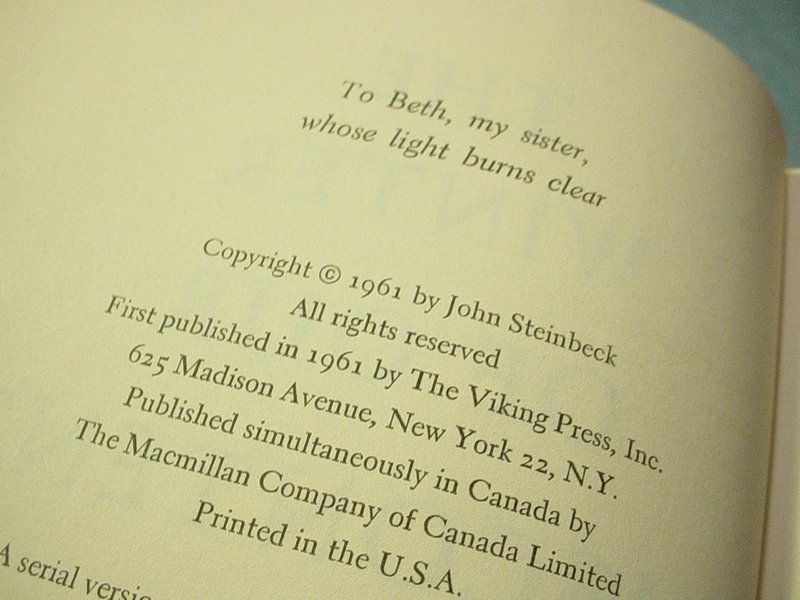 To Beth, my sister,
whose light burns clear
Copyright © 1961 by John Steinbeck
All rights reserved
First published in 1961 by The Viking Press, Inc.
625 Madison Avenue, New York 22, N.Y.
Published simultaneously in Canada by
The Macmillan Company of Canada Limited
Printed in the U.S.A.
A serial